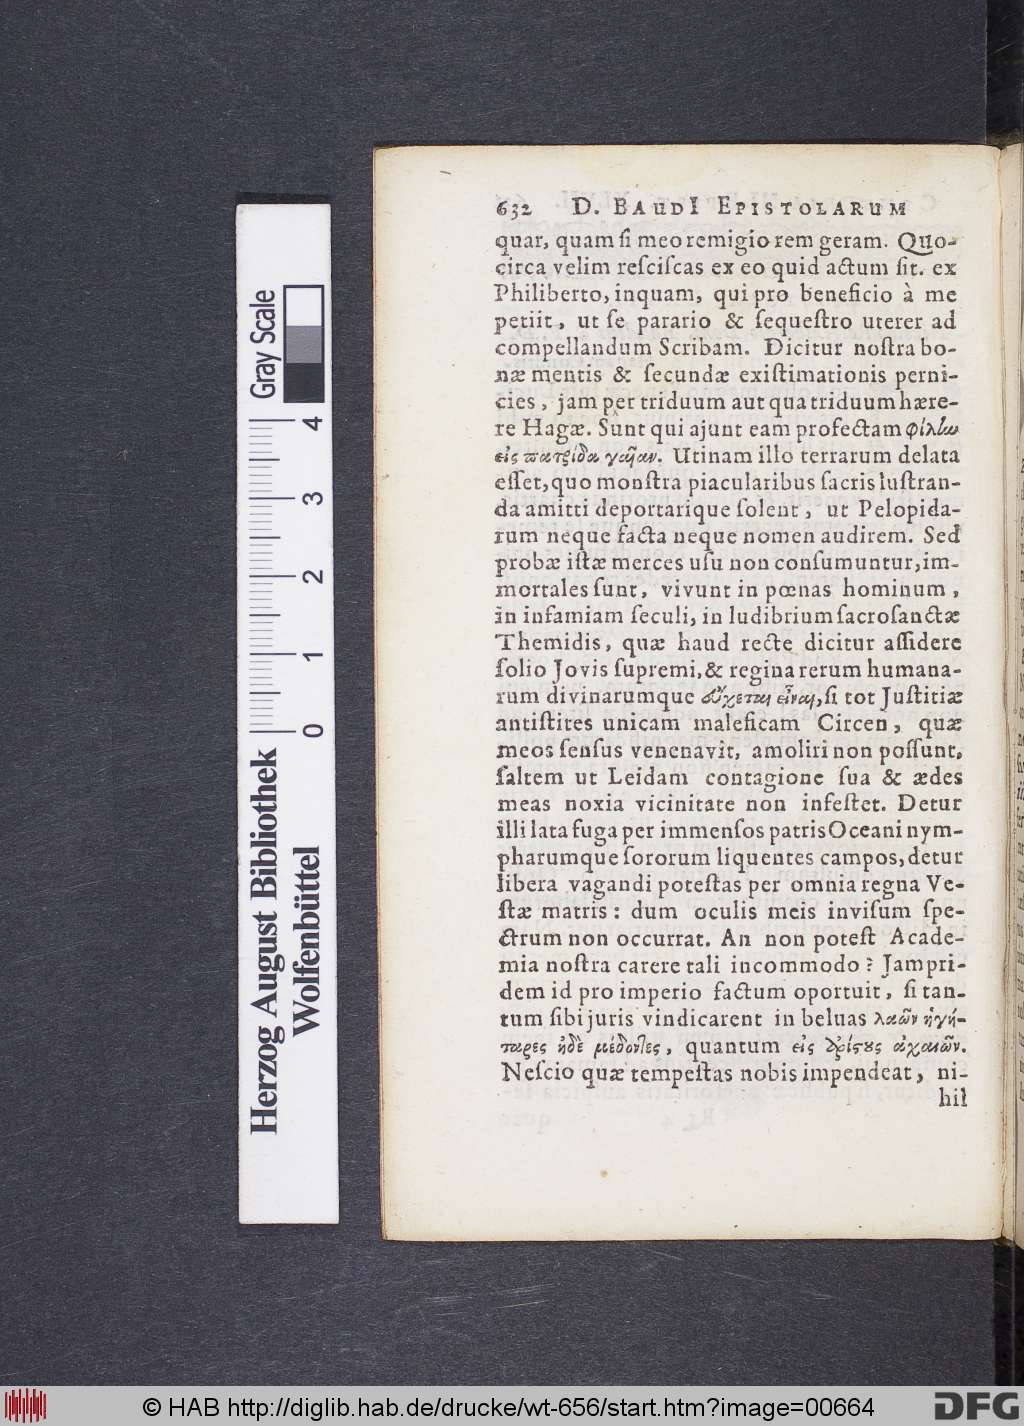 632 D. BAUDI EPISTOLARUM
quar, quam ſi meo remigio rem geram. Quo-
circa velim reſciſcas ex eo quid actum ſit. ex
Philiberto, inquam, qui pro beneficio à me
petiit, ut ſe parario & ſequeſtro uterer ad
compellandum Scribam. Dicitur noſtra bo-
næ mentis & ſecundæ exiſtimationis perni-
cies, jam per triduum aut quatriduum hære-
re Hagæ. Sunt qui ajunt eam profectam φίλίω
εἰς πατρίδα γαῖαν. Utinam illo terrarum delata
eſſet, quo monſtra piacularibus ſacris luſtran-
da amitti deportarique ſolent, ut Pelopida-
rum neque facta neque nomen audirem. Sed
probæ iſtæ merces uſu non conſumuntur, im-
mortales ſunt, vivunt in pœnas hominum,
in infamiam ſeculi, in ludibrium ſacroſanctæ
Themidis, quæ haud recte dicitur aſſidere
ſolio Jovis ſupremi, & regina rerum humana-
rum divinarumque εὔχεται εἶναι, ſi tot Juſtitiæ
antiſtites unicam maleficam Circen, quæ
meos ſenſus venenavit, amoliri non poſſunt,
ſaltem ut Leidam contagione ſua & ædes
meas noxia vicinitate non infeſtet. Detur
illi lata fuga per immenſos patris Oceani nym-
pharumque ſororum liquentes campos, detur
libera vagandi poteſtas per omnia regna Ve-
ſtæ matris: dum oculis meis inviſum ſpe-
ctrum non occurrat. An non poteſt Acade-
mia noſtra carere tali incommodo? Jampri-
dem id pro imperio factum oportuit, ſi tan-
tum ſibi juris vindicarent in beluas λαῶν ἡγή-
τορες ἠδὲ μέδοντες, quantum εἰς ἀρίστους ἀχαιῶν.
Neſcio quæ tempeſtas nobis impendeat, ni-
hil
Herzog August Bibliothek
Wolfenbüttel
0 1 2 3 4
Gray Scale
© HAB http://diglib.hab.de/drucke/wt-656/start.htm?image=00664
DFG